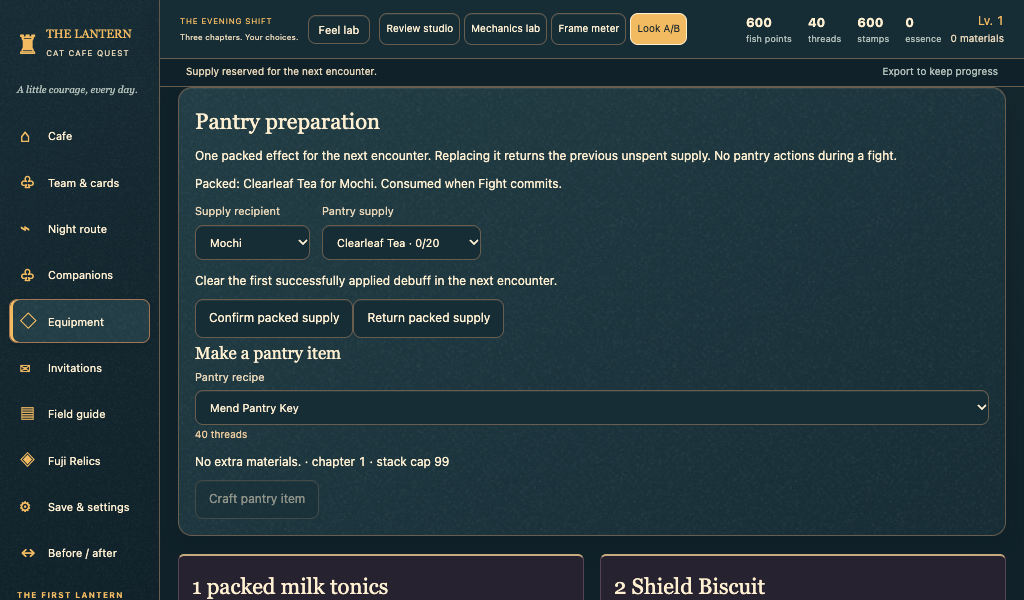 THE LANTERN
CAT CAFE QUEST
A little courage, every day.
Cafe
Team & cards
Night route
Companions
Equipment
Invitations
Field guide
Fuji Relics
Save & settings
Before / after
THE FIRST LANTERN
THE EVENING SHIFT
Three chapters. Your choices.
Feel lab
Review studio
Mechanics lab
Frame meter
Look A/B
600 fish points
40 threads
600 stamps
0 essence
Lv. 1
0 materials
Supply reserved for the next encounter.
Export to keep progress
Pantry preparation
One packed effect for the next encounter. Replacing it returns the previous unspent supply. No pantry actions during a fight.
Packed: Clearleaf Tea for Mochi. Consumed when Fight commits.
Supply recipient
Pantry supply
Mochi
Clearleaf Tea · 0/20
Clear the first successfully applied debuff in the next encounter.
Confirm packed supply
Return packed supply
Make a pantry item
Pantry recipe
Mend Pantry Key
40 threads
No extra materials. · chapter 1 · stack cap 99
Craft pantry item
1 packed milk tonics
2 Shield Biscuit